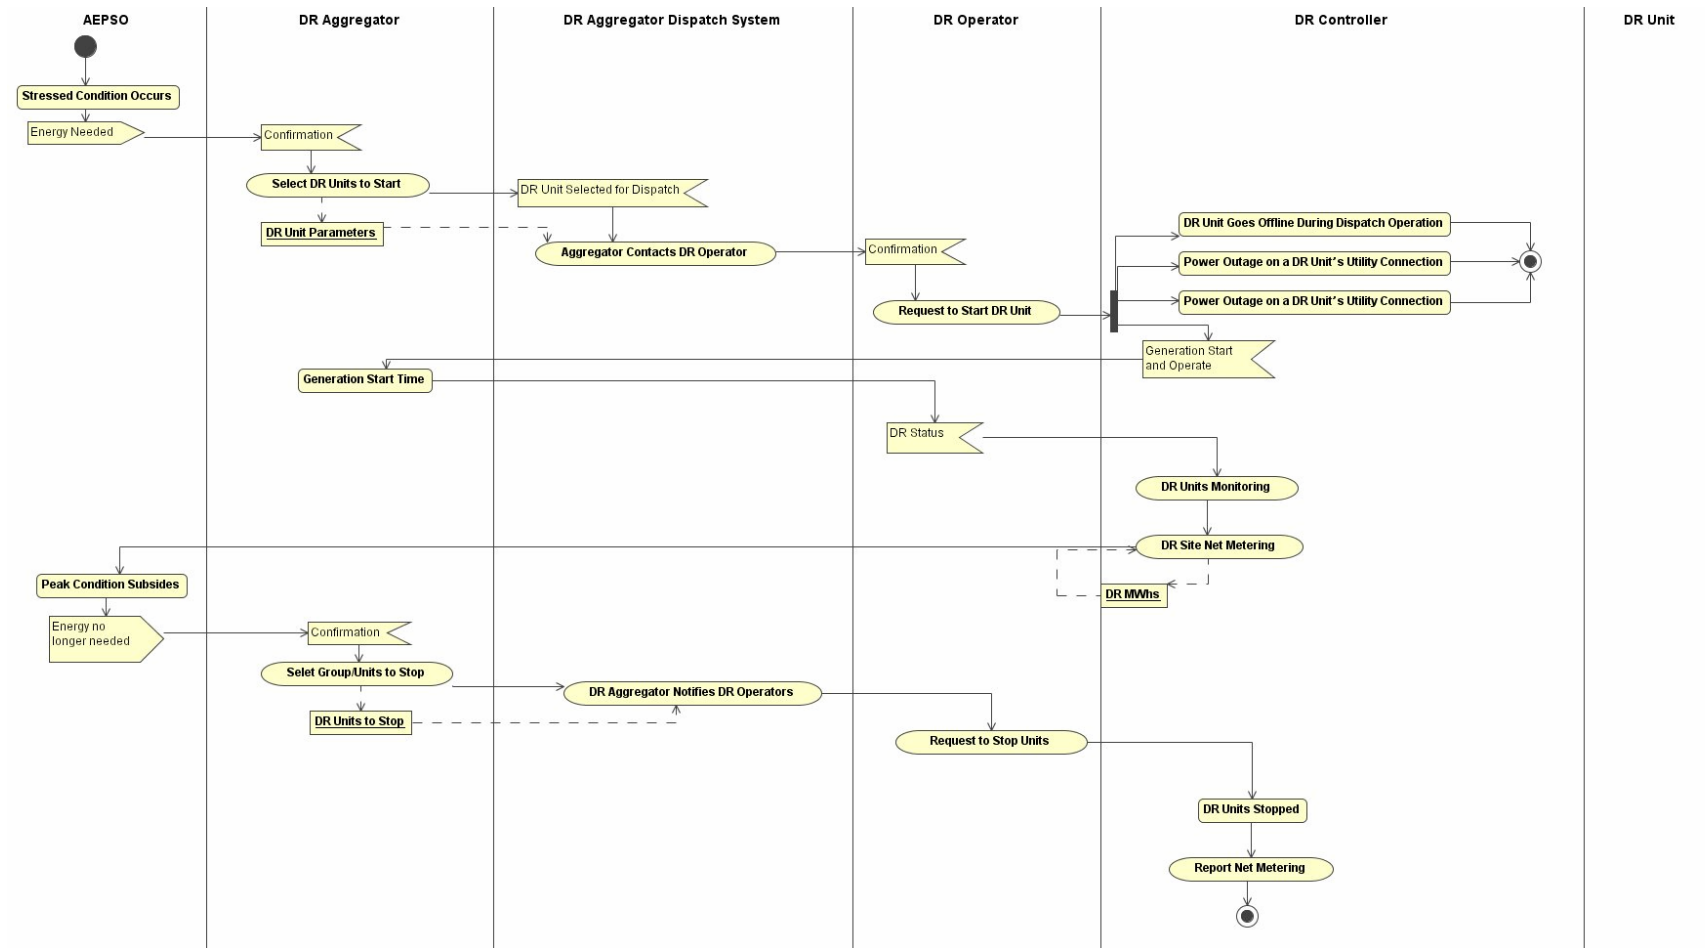 AEPSO
DR Aggregator
DR Aggregator Dispatch System
DR Operator
DR Controller
DR Unit
Stressed Condition Occurs
Energy Needed
Confirmation
Select DR Units to Start
DR Unit Selected for Dispatch
DR Unit Parameters
Aggregator Contacts DR Operator
Confirmation
Request to Start DR Unit
DR Unit Goes Offline During Dispatch Operation
Power Outage on a DR Unit's Utility Connection
Power Outage on a DR Unit's Utility Connection
Generation Start
and Operate
Generation Start Time
DR Status
DR Units Monitoring
DR Site Net Metering
DR MWhs
Peak Condition Subsides
Energy no
longer needed
Confirmation
Selet Group/Units to Stop
DR Aggregator Notifies DR Operators
DR Units to Stop
Request to Stop Units
DR Units Stopped
Report Net Metering